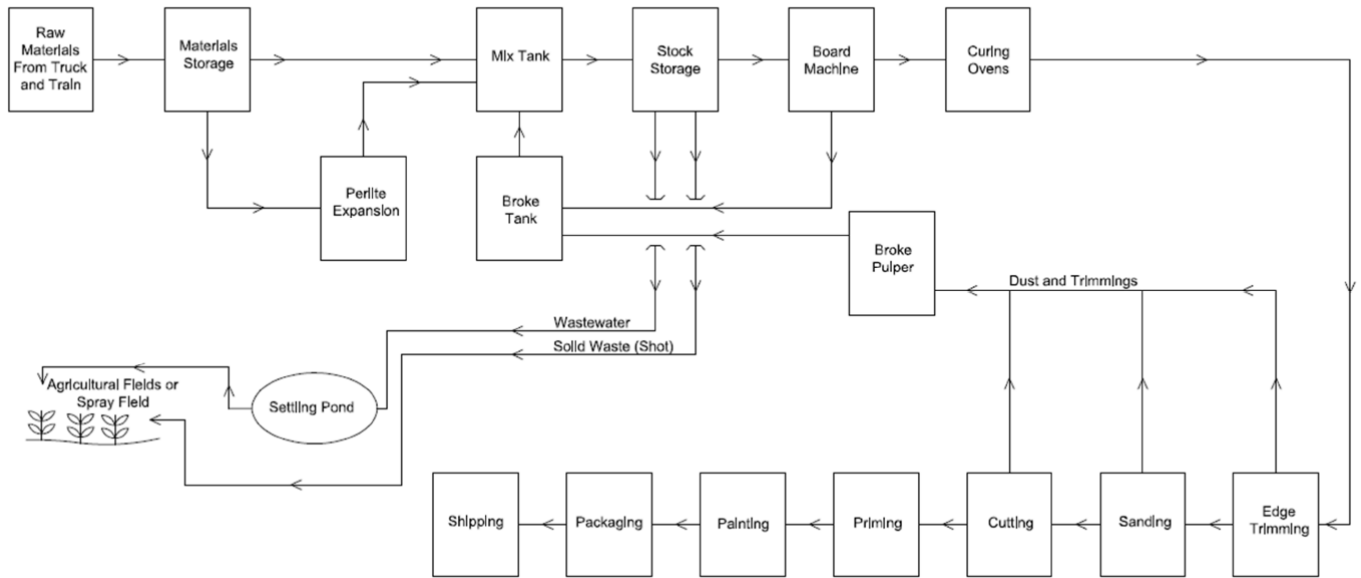 Raw
Materials
From Truck
and Train
Materials
Storage
Mix Tank
Stock
Storage
Board
Machine
Curing
Ovens
Perlite
Expansion
Broke
Tank
Broke
Pulper
Dust and Trimmings
Wastewater
Solid Waste (Shot)
Agricultural Fields or
Spray Field
Settling Pond
Shipping
Packaging
Painting
Priming
Cutting
Sanding
Edge
Trimming